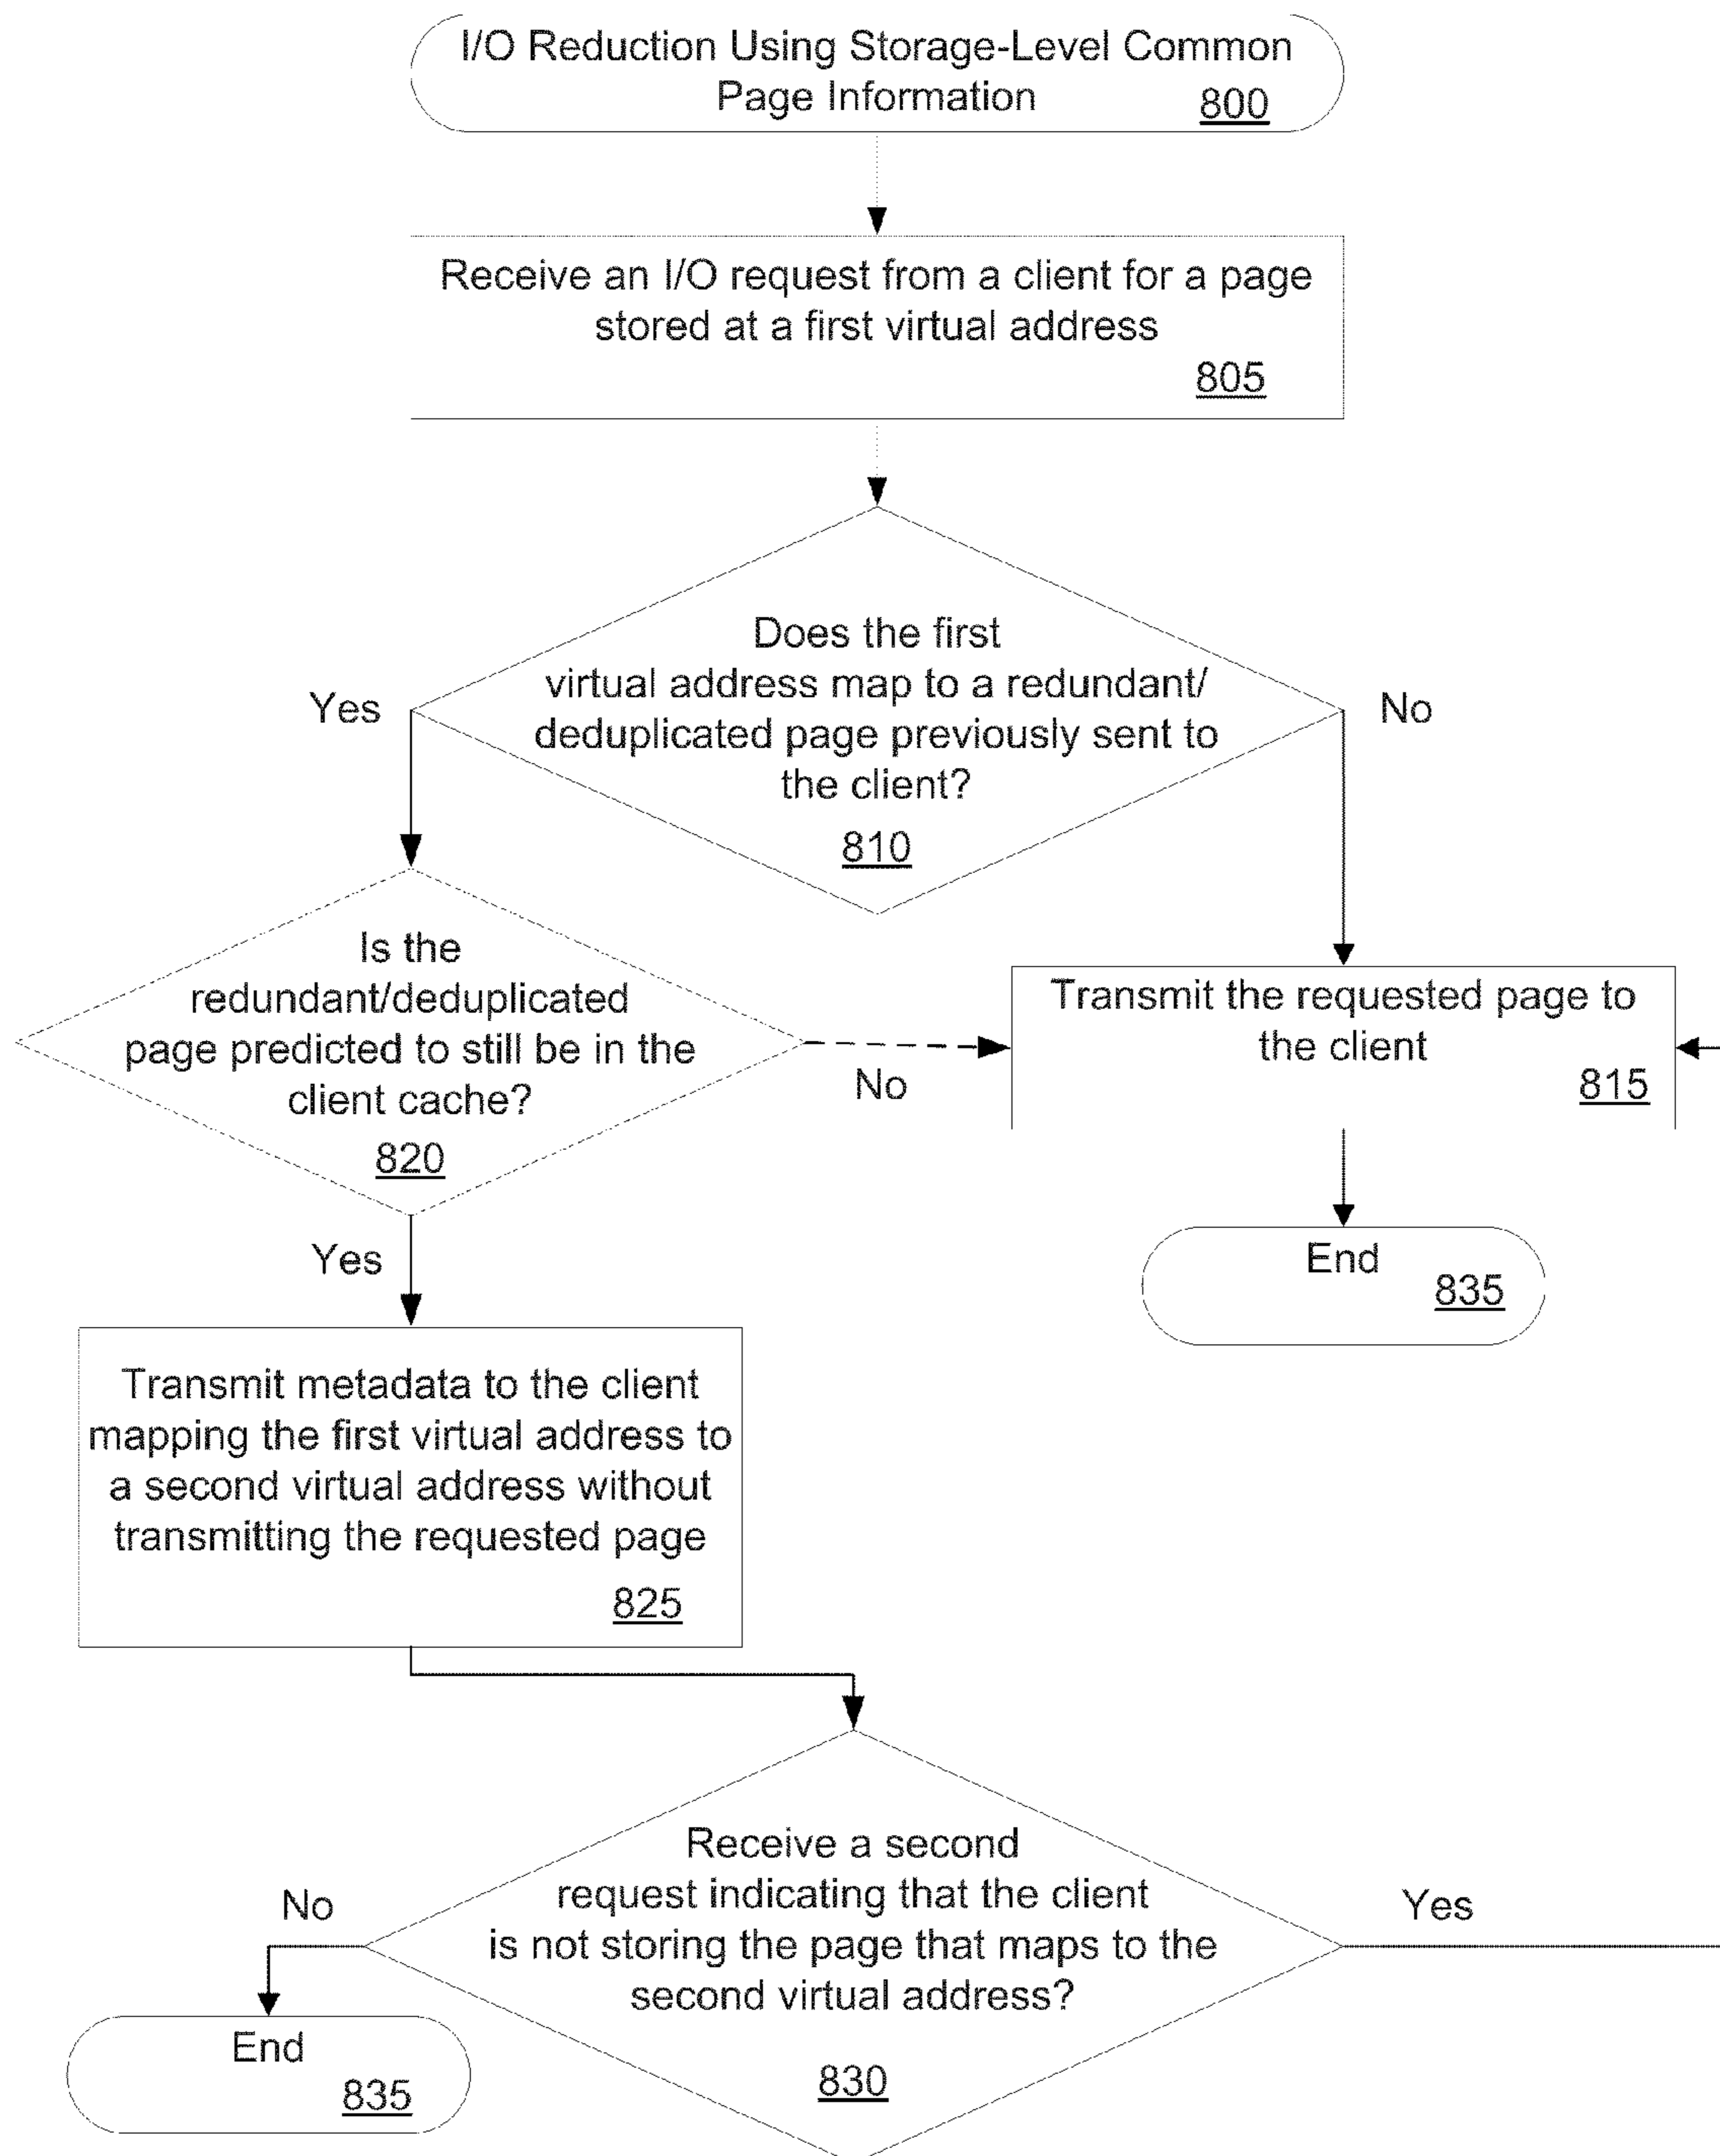 I/O Reduction Using Storage-Level Common
Page Information
800
Receive an I/O request from a client for a page
stored at a first virtual address
805
Does the first
virtual address map to a redundant/
deduplicated page previously sent to
the client?
810
Yes
No
Is the
redundant/deduplicated
page predicted to still be in the
client cache?
820
No
Transmit the requested page to
the client
815
Yes
End
835
Transmit metadata to the client
mapping the first virtual address to
a second virtual address without
transmitting the requested page
825
Receive a second
request indicating that the client
is not storing the page that maps to the
second virtual address?
830
No
Yes
End
835